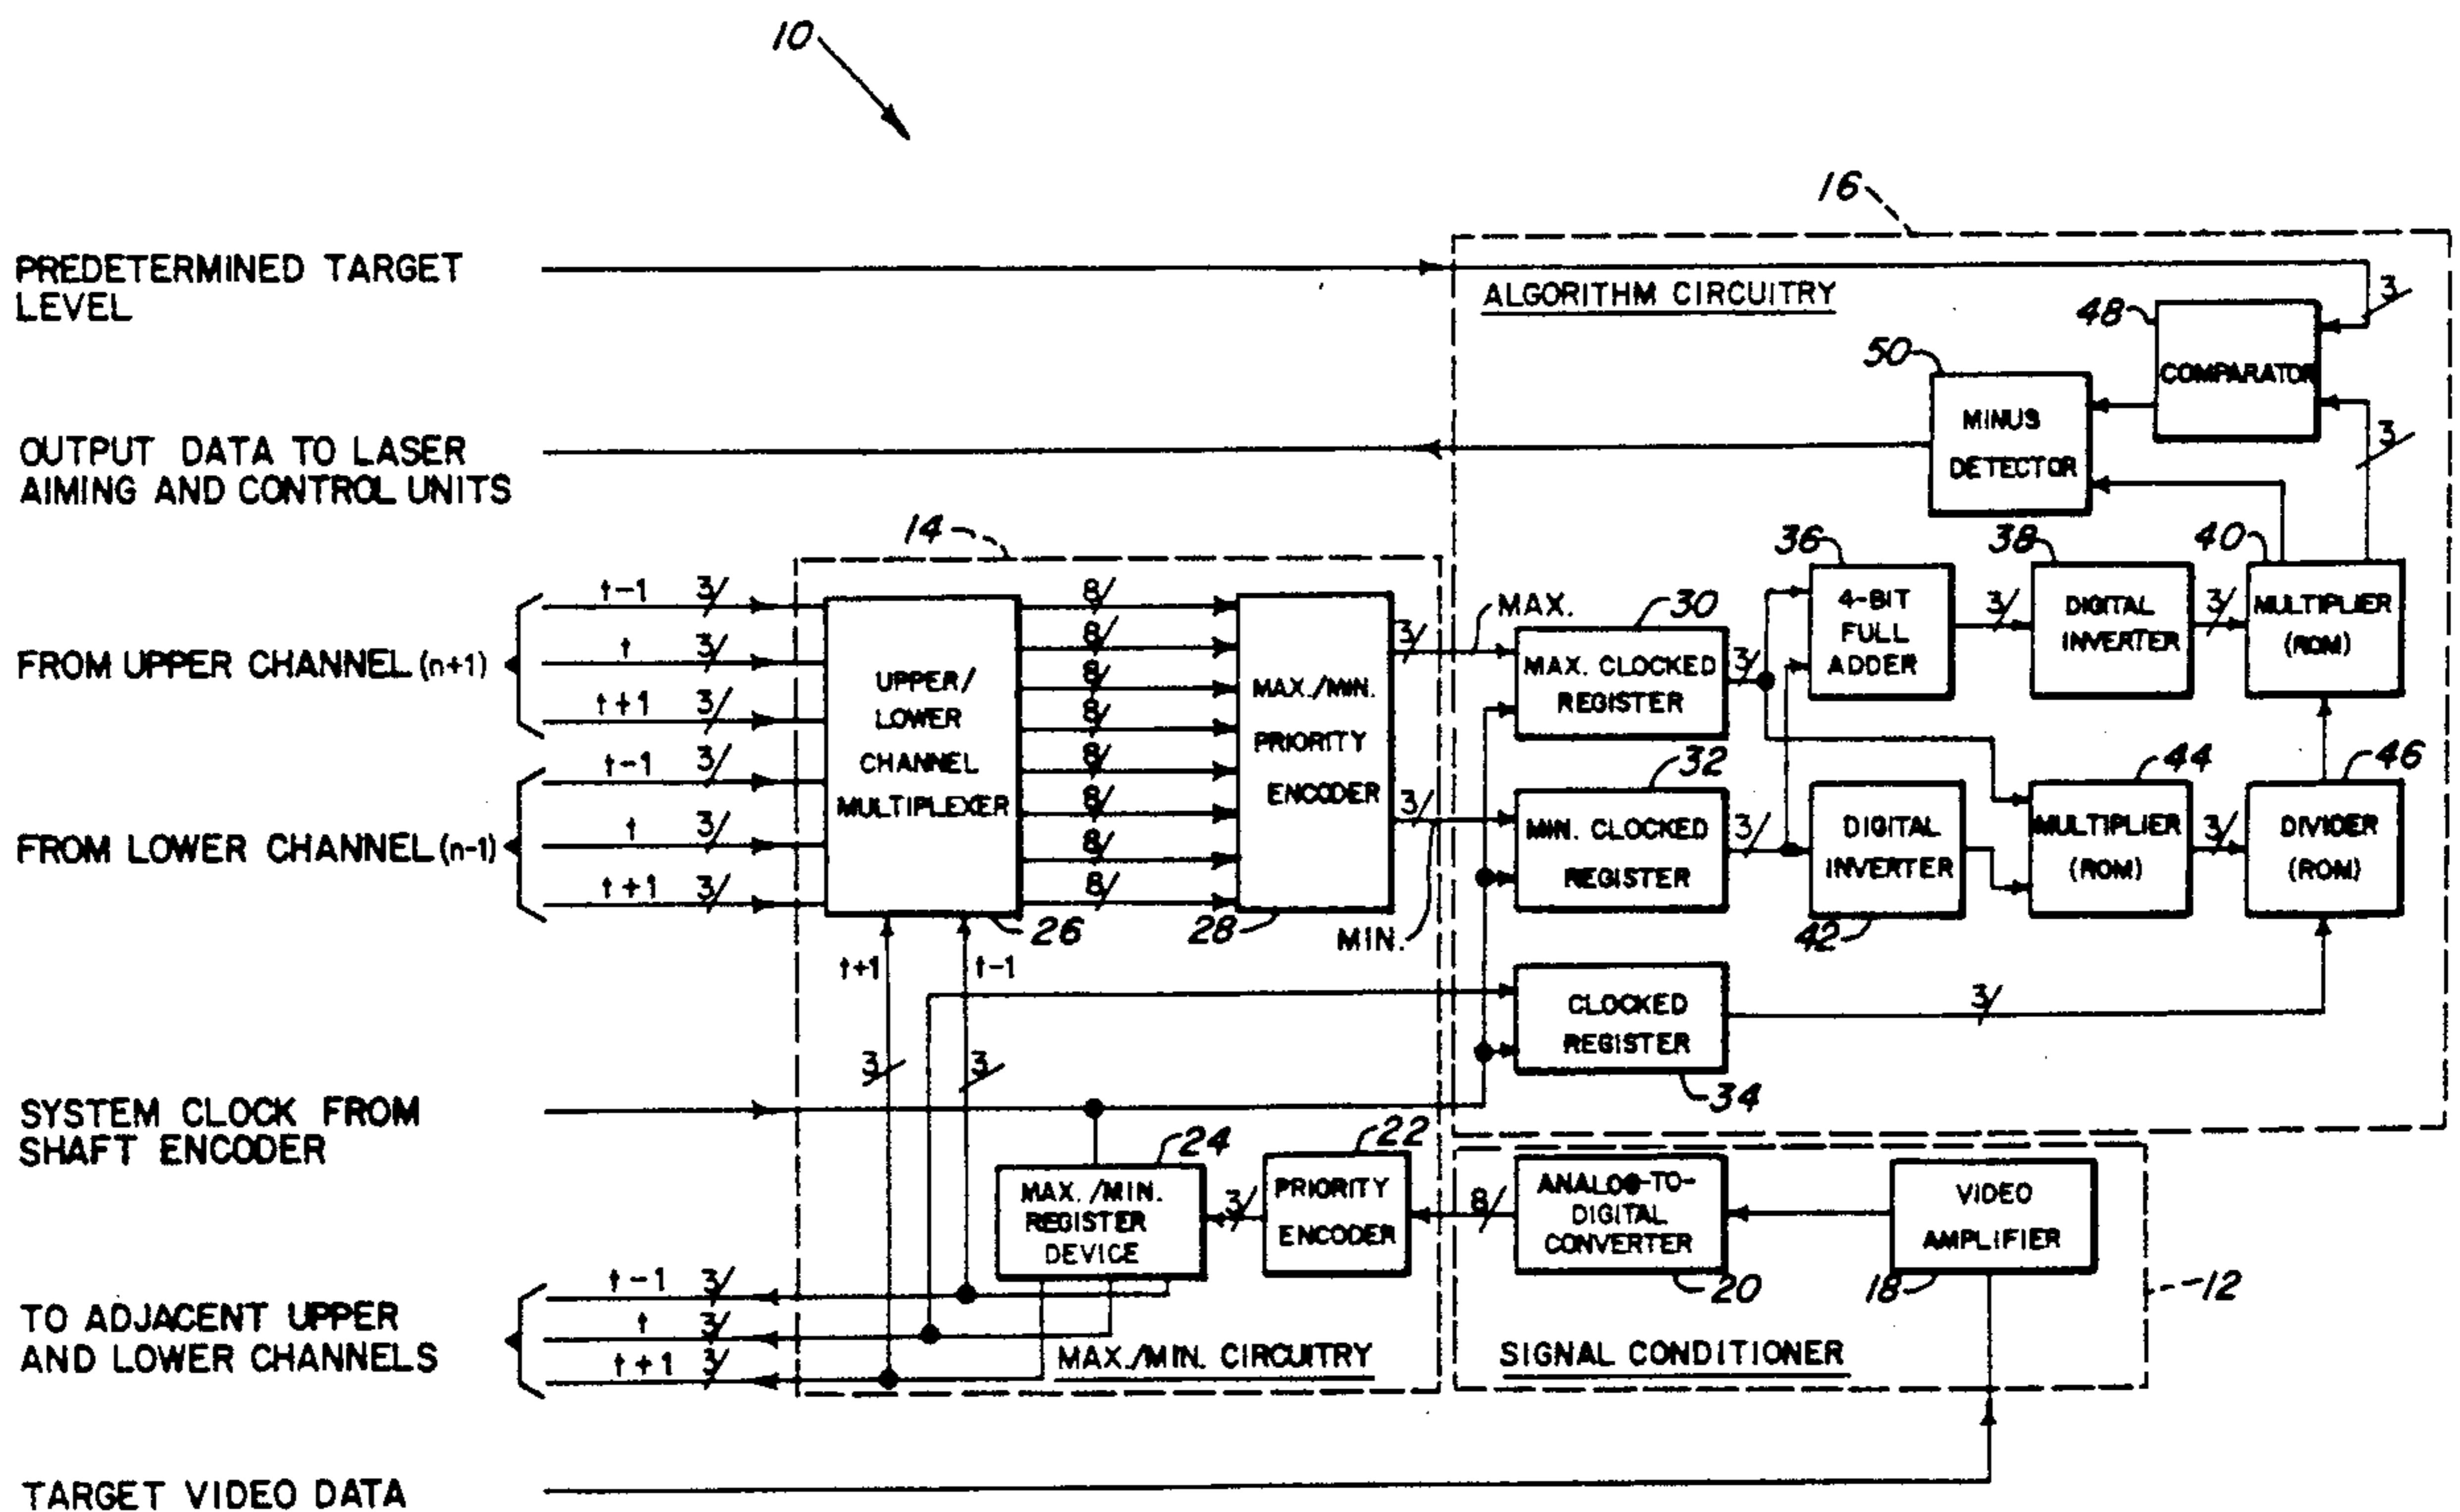 10
16
PREDETERMINED TARGET
LEVEL
ALGORITHM CIRCUITRY
3
48
COMPARATOR
50
MINUS
DETECTOR
3
OUTPUT DATA TO LASER
AIMING AND CONTROL UNITS
14
FROM UPPER CHANNEL (n+1)
t-1 3/
t 3/
t+1 3/
FROM LOWER CHANNEL (n-1)
t-1 3/
t 3/
t+1 3/
UPPER/
LOWER
CHANNEL
MULTIPLEXER
26
8/
8/
8/
8/
8/
8/
8/
8/
MAX./MIN.
PRIORITY
ENCODER
28
3/
MAX.
3/
MIN.
30
MAX. CLOCKED
REGISTER
3/
32
MIN. CLOCKED
REGISTER
3/
CLOCKED
REGISTER
34
3/
36
4-BIT
FULL
ADDER
3/
38
DIGITAL
INVERTER
3/
40
MULTIPLIER
(ROM)
DIGITAL
INVERTER
42
44
MULTIPLIER
(ROM)
3/
46
DIVIDER
(ROM)
t+1
t-1
3
3
SYSTEM CLOCK FROM
SHAFT ENCODER
24
MAX./MIN.
REGISTER
DEVICE
3/
22
PRIORITY
ENCODER
8/
ANALOG-TO-
DIGITAL
CONVERTER
20
VIDEO
AMPLIFIER
18
12
TO ADJACENT UPPER
AND LOWER CHANNELS
t-1 3/
t 3/
t+1 3/
MAX./MIN. CIRCUITRY
SIGNAL CONDITIONER
TARGET VIDEO DATA